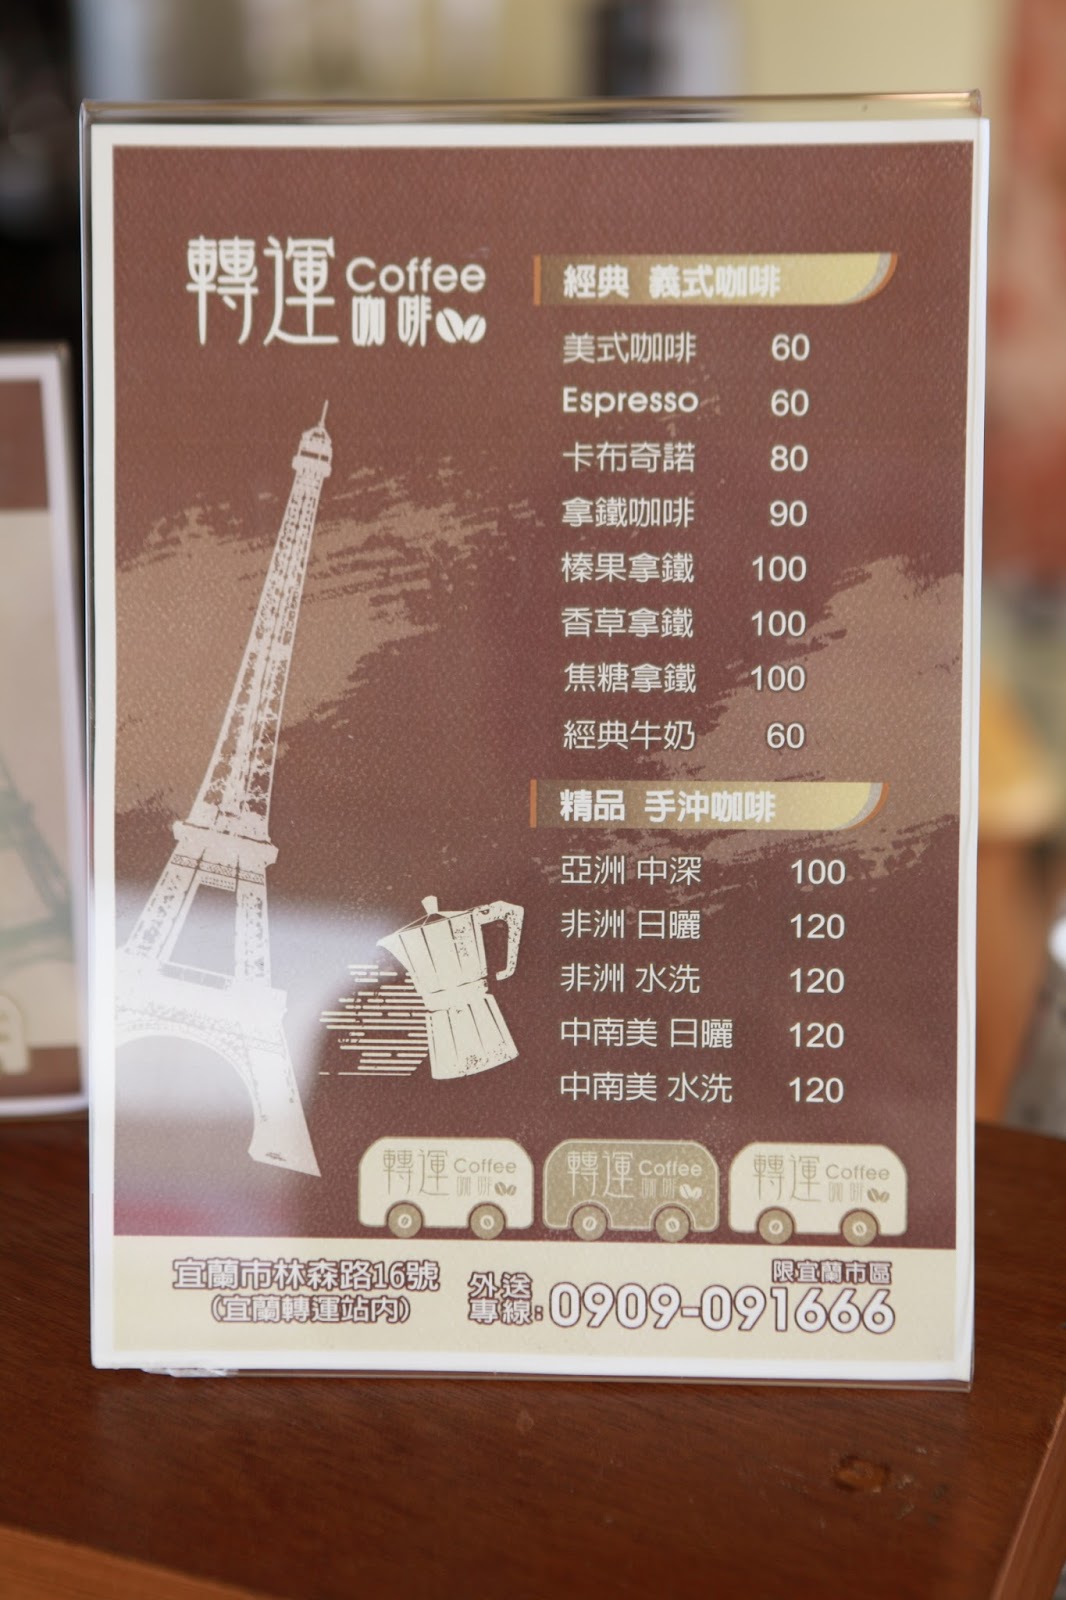 轉運 Coffee
咖啡
經典 義式咖啡
美式咖啡 60
Espresso 60
卡布奇諾 80
拿鐵咖啡 90
榛果拿鐵 100
香草拿鐵 100
焦糖拿鐵 100
經典牛奶 60
精品 手沖咖啡
亞洲 中深 100
非洲 日曬 120
非洲 水洗 120
中南美 日曬 120
中南美 水洗 120
轉運 Coffee 咖啡
轉運 Coffee 咖啡
轉運 Coffee 咖啡
宜蘭市林森路16號
(宜蘭轉運站內)
限宜蘭市區
外送專線:0909-091666